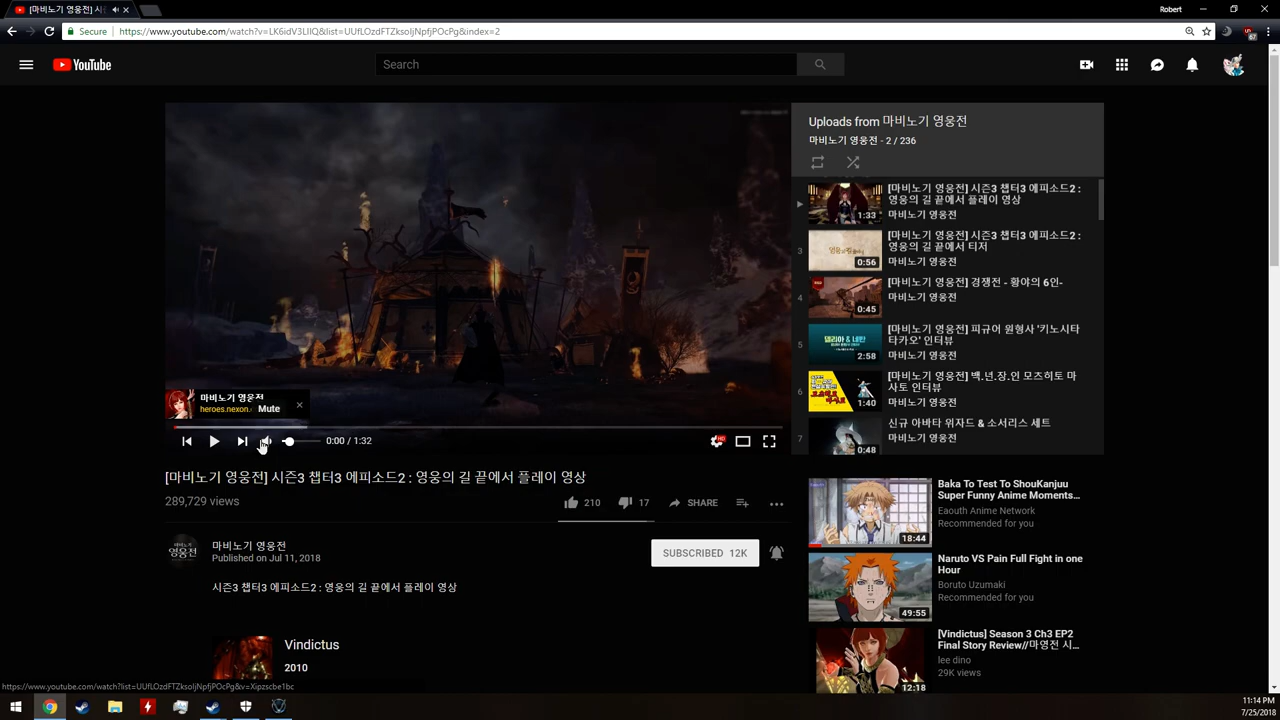 [마비노기 영웅전] 시즌
Robert
Secure
https://www.youtube.com/watch?v=LK6idV3LIlQ&list=UUfLOzdFTZksoIjNpfjPOcPg&index=2
YouTube
Search
마비노기 영웅전
heroes.nexon.
Mute
0:00 / 1:32
HD
[마비노기 영웅전] 시즌3 챕터3 에피소드2 : 영웅의 길 끝에서 플레이 영상
289,729 views
210
17
SHARE
마비노기 영웅전
Published on Jul 11, 2018
SUBSCRIBED 12K
시즌3 챕터3 에피소드2 : 영웅의 길 끝에서 플레이 영상
Vindictus
2010
Uploads from 마비노기 영웅전
마비노기 영웅전 - 2 / 236
[마비노기 영웅전] 시즌3 챕터3 에피소드2 :
영웅의 길 끝에서 플레이 영상
마비노기 영웅전
1:33
3
[마비노기 영웅전] 시즌3 챕터3 에피소드2 :
영웅의 길 끝에서 티저
마비노기 영웅전
0:56
4
[마비노기 영웅전] 경쟁전 - 황야의 6인-
마비노기 영웅전
0:45
5
[마비노기 영웅전] 피규어 원형사 '키노시타
타카오' 인터뷰
마비노기 영웅전
델리아 & 네반
2:58
6
[마비노기 영웅전] 백.년.장.인 모즈히토 마
사토 인터뷰
마비노기 영웅전
1:40
7
신규 아바타 위자드 & 소서리스 세트
마비노기 영웅전
0:48
Baka To Test To ShouKanjuu
Super Funny Anime Moments...
Eaouth Anime Network
Recommended for you
18:44
Naruto VS Pain Full Fight in one
Hour
Boruto Uzumaki
Recommended for you
49:55
[Vindictus] Season 3 Ch3 EP2
Final Story Review//마영전 시...
lee dino
29K views
12:18
https://www.youtube.com/watch?list=UUfLOzdFTZksoIjNpfjPOcPg&v=Xipzscbe1bc
11:14 PM
7/25/2018